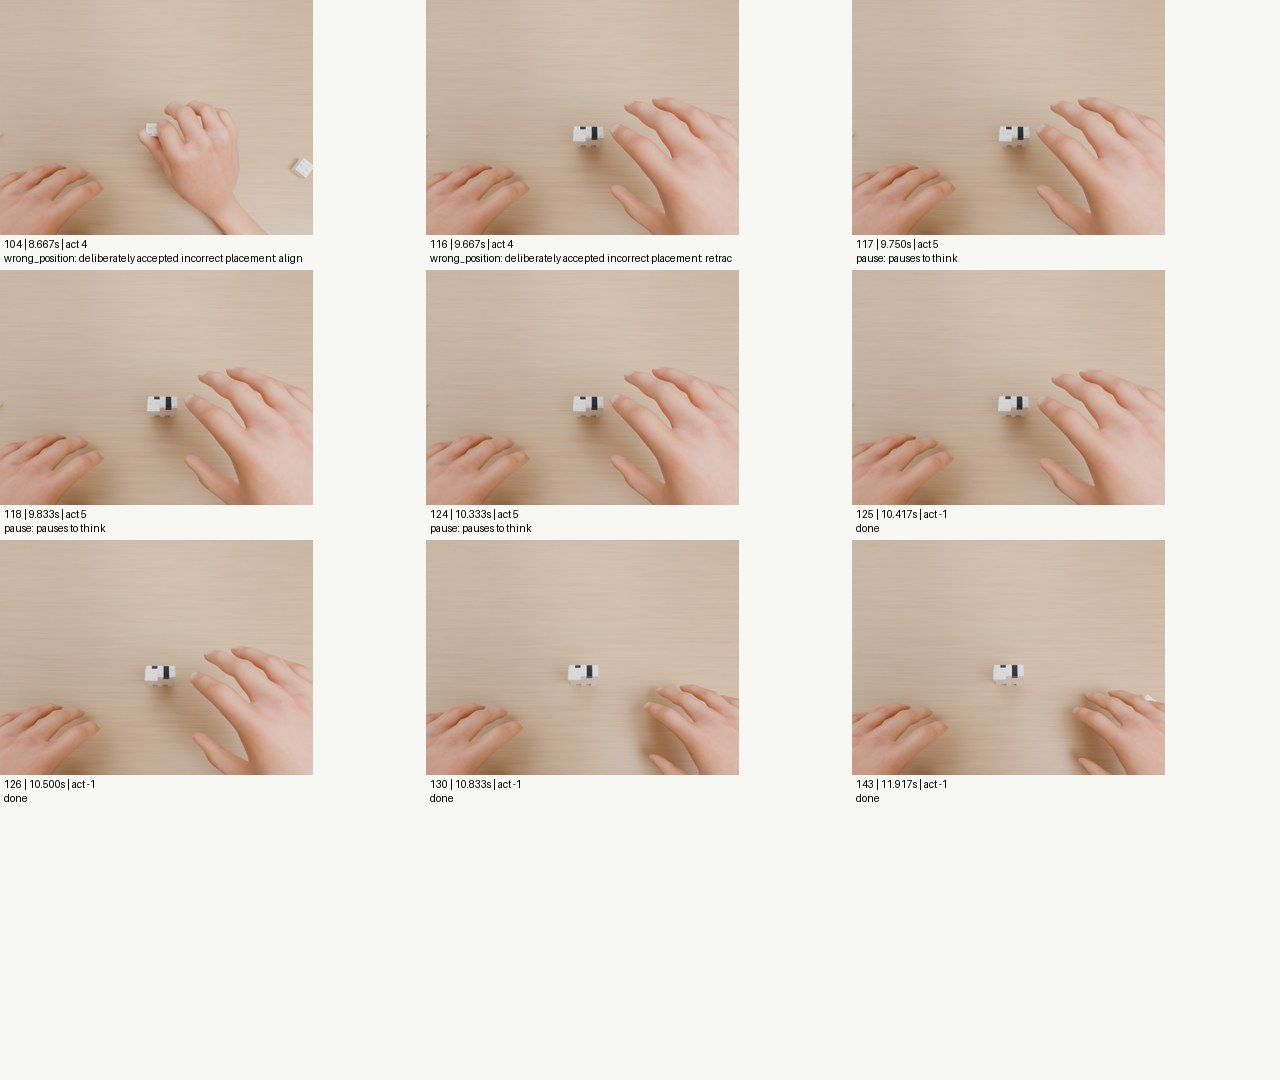 104 | 8.667s | act 4
wrong_position: deliberately accepted incorrect placement: align
116 | 9.667s | act 4
wrong_position: deliberately accepted incorrect placement: retrac
117 | 9.750s | act 5
pause: pauses to think
118 | 9.833s | act 5
pause: pauses to think
124 | 10.333s | act 5
pause: pauses to think
125 | 10.417s | act -1
done
126 | 10.500s | act -1
done
130 | 10.833s | act -1
done
143 | 11.917s | act -1
done